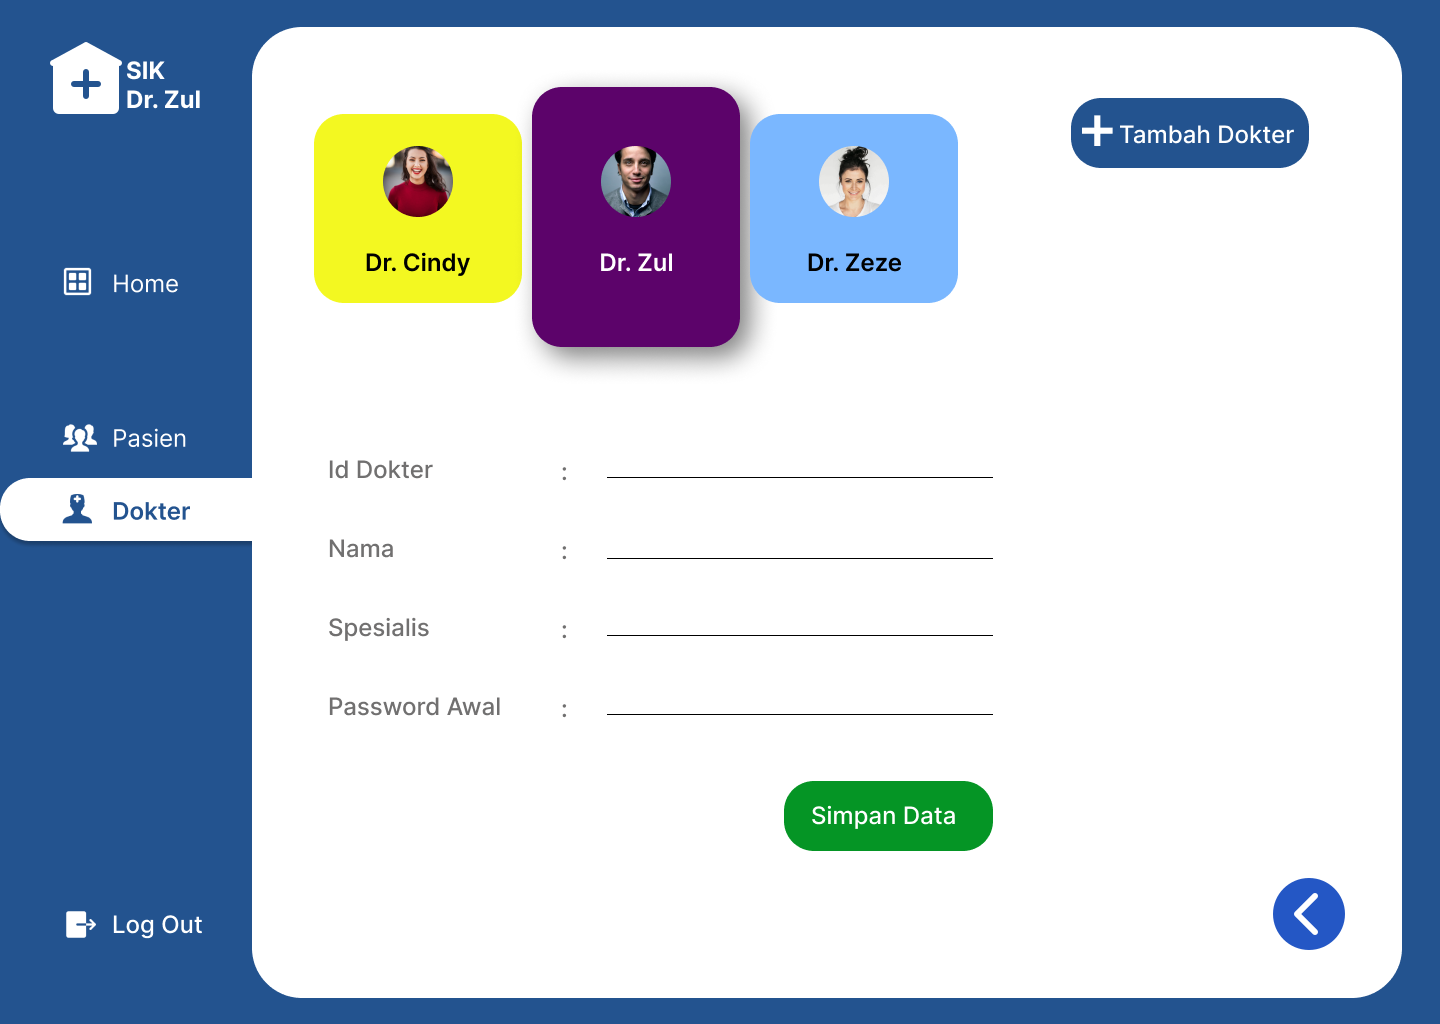 SIK
Dr. Zul
Home
Pasien
Dokter
Log Out
Dr. Cindy
Dr. Zul
Dr. Zeze
Tambah Dokter
Id Dokter :
Nama :
Spesialis :
Password Awal :
Simpan Data